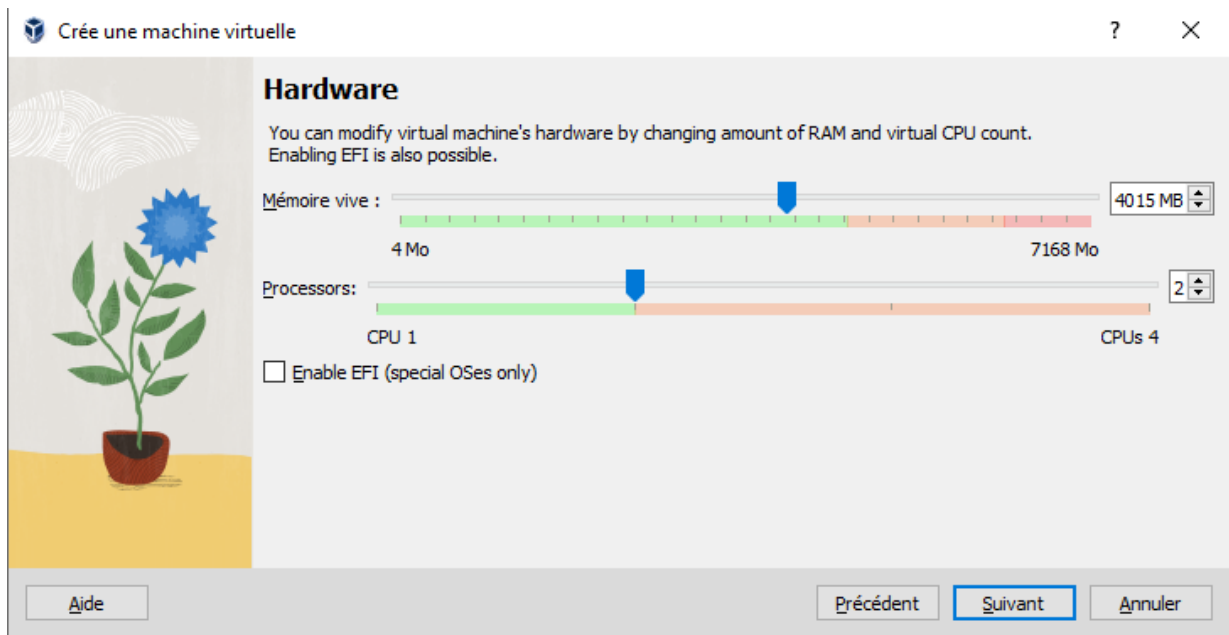 Crée une machine virtuelle
?
Hardware
You can modify virtual machine's hardware by changing amount of RAM and virtual CPU count.
Enabling EFI is also possible.
Mémoire vive :
4015 MB
4 Mo
7168 Mo
Processors:
2
CPU 1
CPUs 4
Enable EFI (special OSes only)
Aide
Précédent
Suivant
Annuler